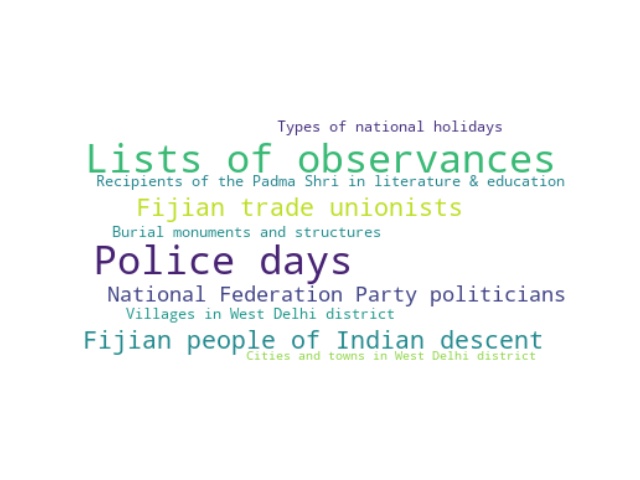 Types of national holidays
Lists of observances
Recipients of the Padma Shri in literature & education
Fijian trade unionists
Burial monuments and structures
Police days
National Federation Party politicians
Villages in West Delhi district
Fijian people of Indian descent
Cities and towns in West Delhi district